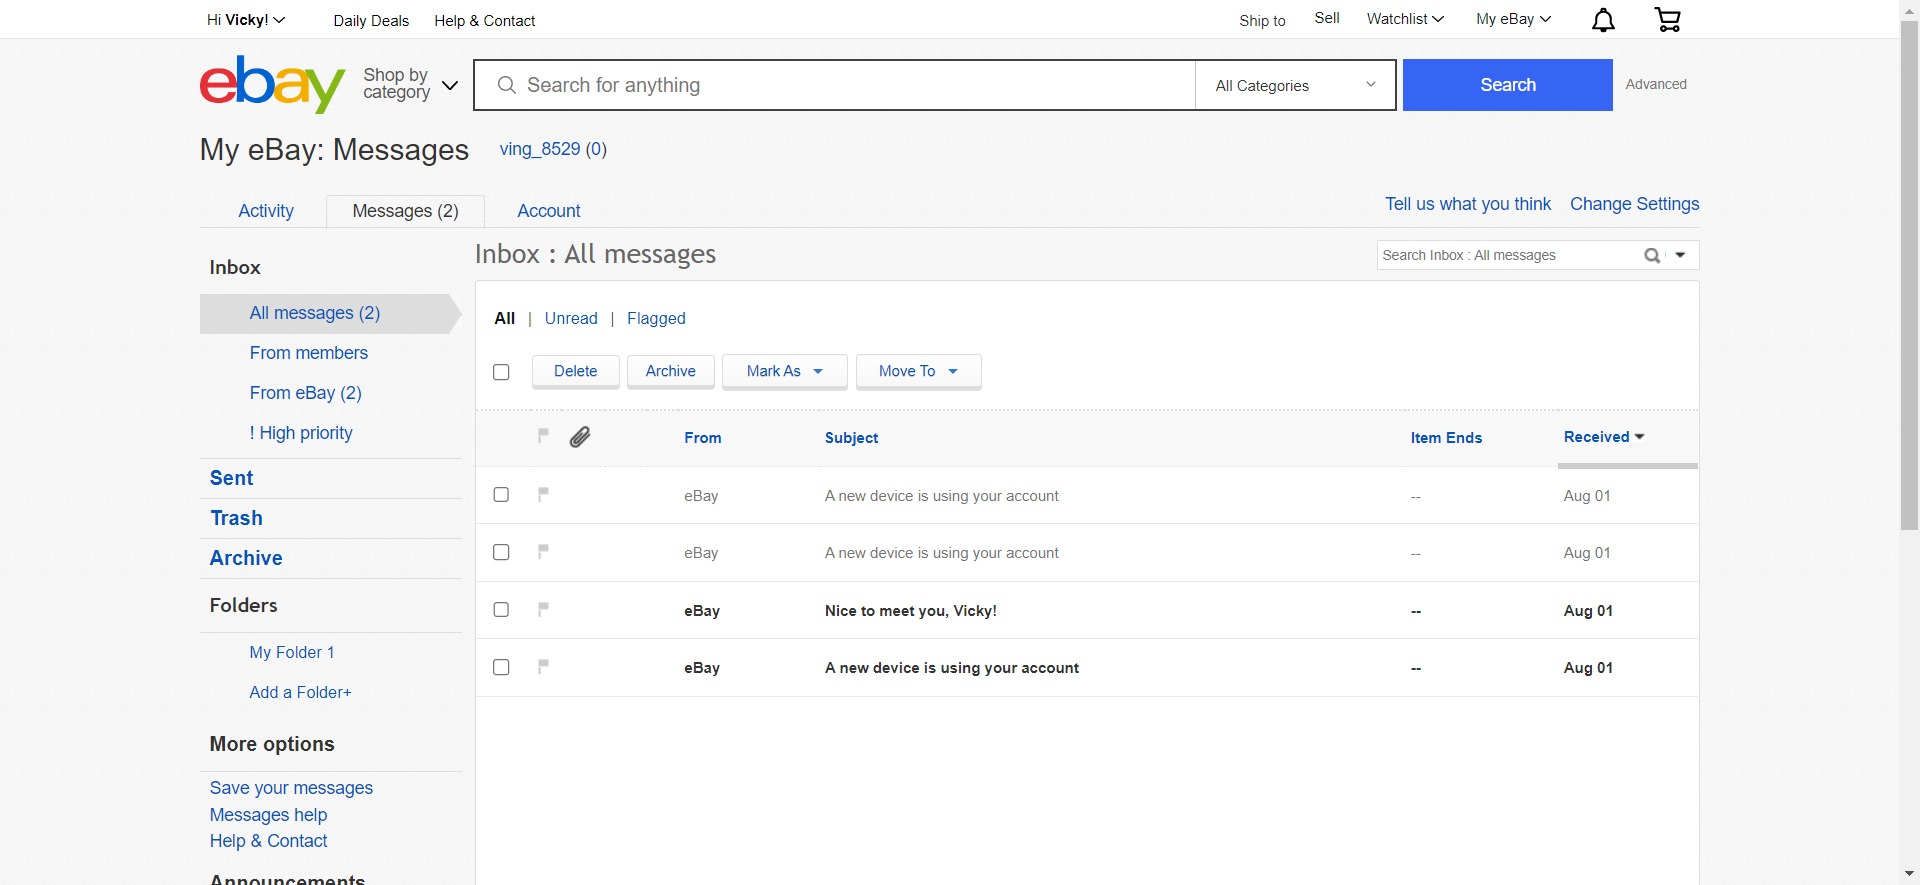 Hi Vicky!
Daily Deals
Help & Contact
Ship to
Sell
Watchlist
My eBay
ebay
Shop by category
Search for anything
All Categories
Search
Advanced
My eBay: Messages
ving_8529 (0)
Activity
Messages (2)
Account
Tell us what you think
Change Settings
Inbox
All messages (2)
From members
From eBay (2)
! High priority
Sent
Trash
Archive
Folders
My Folder 1
Add a Folder+
More options
Save your messages
Messages help
Help & Contact
Announcements
Inbox : All messages
Search Inbox : All messages
All | Unread | Flagged
Delete
Archive
Mark As
Move To
From Subject Item Ends Received
eBay A new device is using your account -- Aug 01
eBay A new device is using your account -- Aug 01
eBay Nice to meet you, Vicky! -- Aug 01
eBay A new device is using your account -- Aug 01